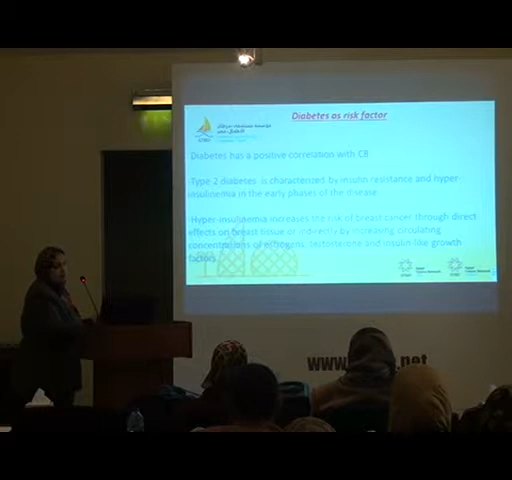 Diabetes as risk factor
Diabetes has a positive correlation with CB
Type 2 diabetes is characterised by insulin resistance and hyper-
insulinemia in the early phases of the disease
Hyper-insulinemia increases the risk of breast cancer through direct
effects on breast tissue or indirectly by increasing circulating
concentrations of estrogens, testosterone and insulin like growth
factors
www.
.net